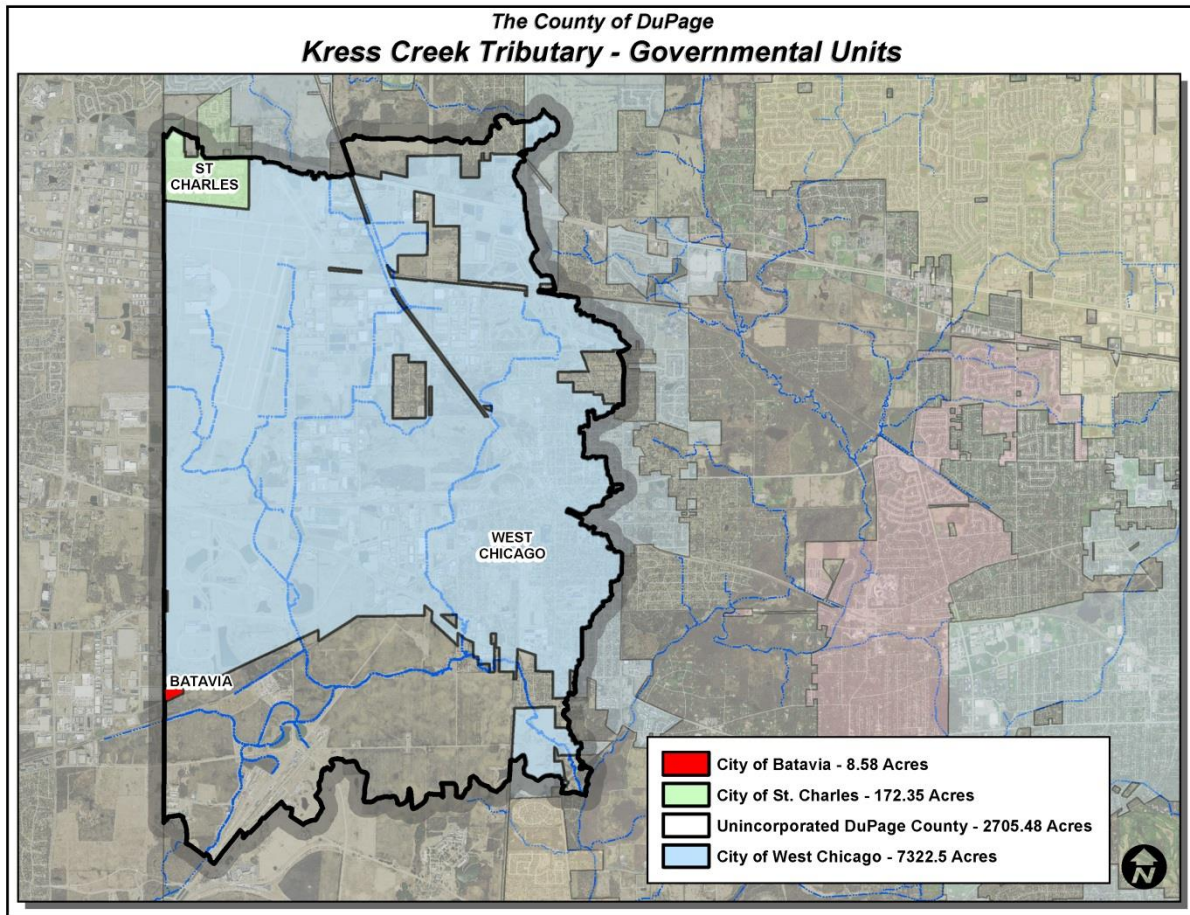 The County of DuPage
Kress Creek Tributary - Governmental Units
ST
CHARLES
WEST
CHICAGO
BATAVIA
City of Batavia - 8.58 Acres
City of St. Charles - 172.35 Acres
Unincorporated DuPage County - 2705.48 Acres
City of West Chicago - 7322.5 Acres
N